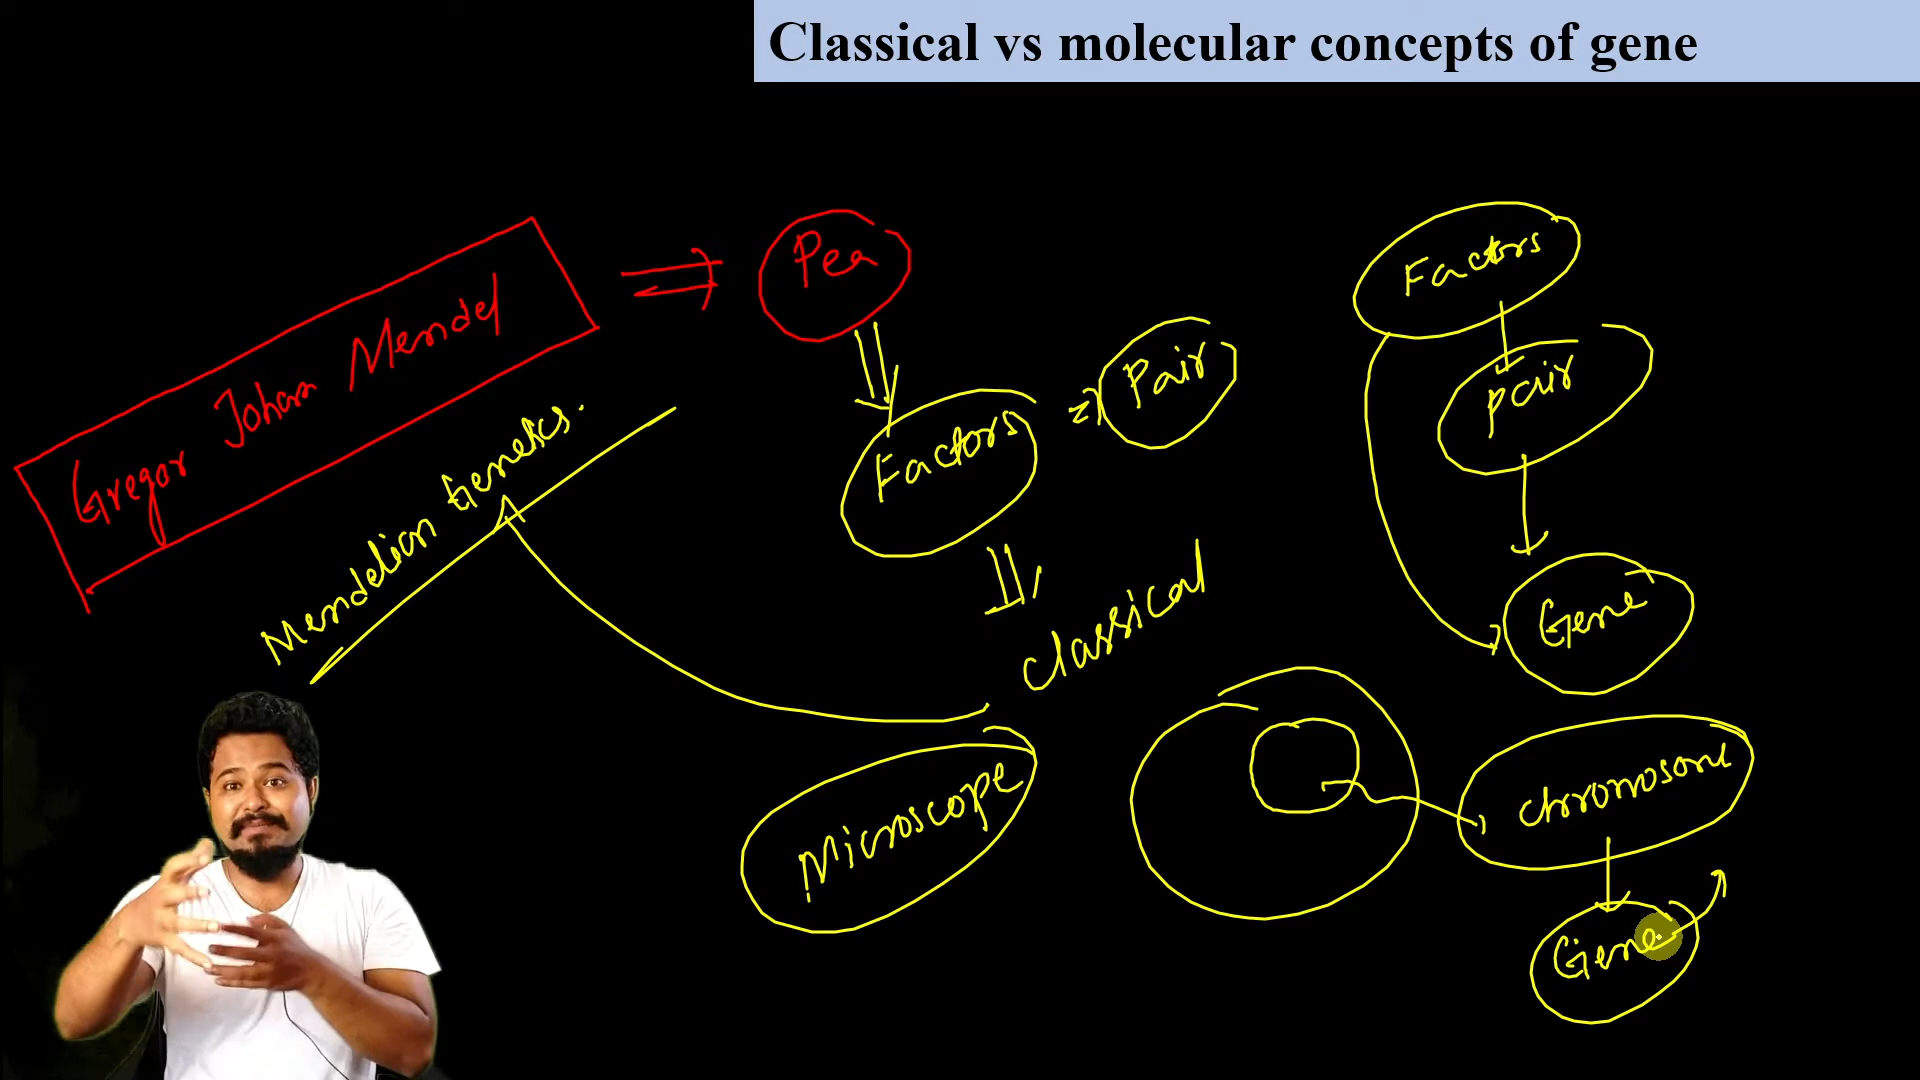 Classical vs molecular concepts of gene
Gregor Johan Mendel
Pea
Factors
Pair
Mendelian Genetics.
classical
Microscope
Factors
pair
Gene
chromosome
Gene